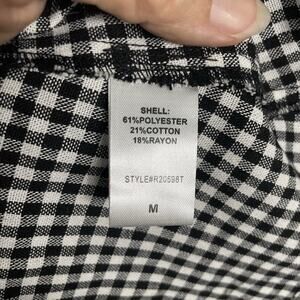 SHELL:
61%POLYESTER
21%COTTON
18%RAYON
STYLE#R20598T
M